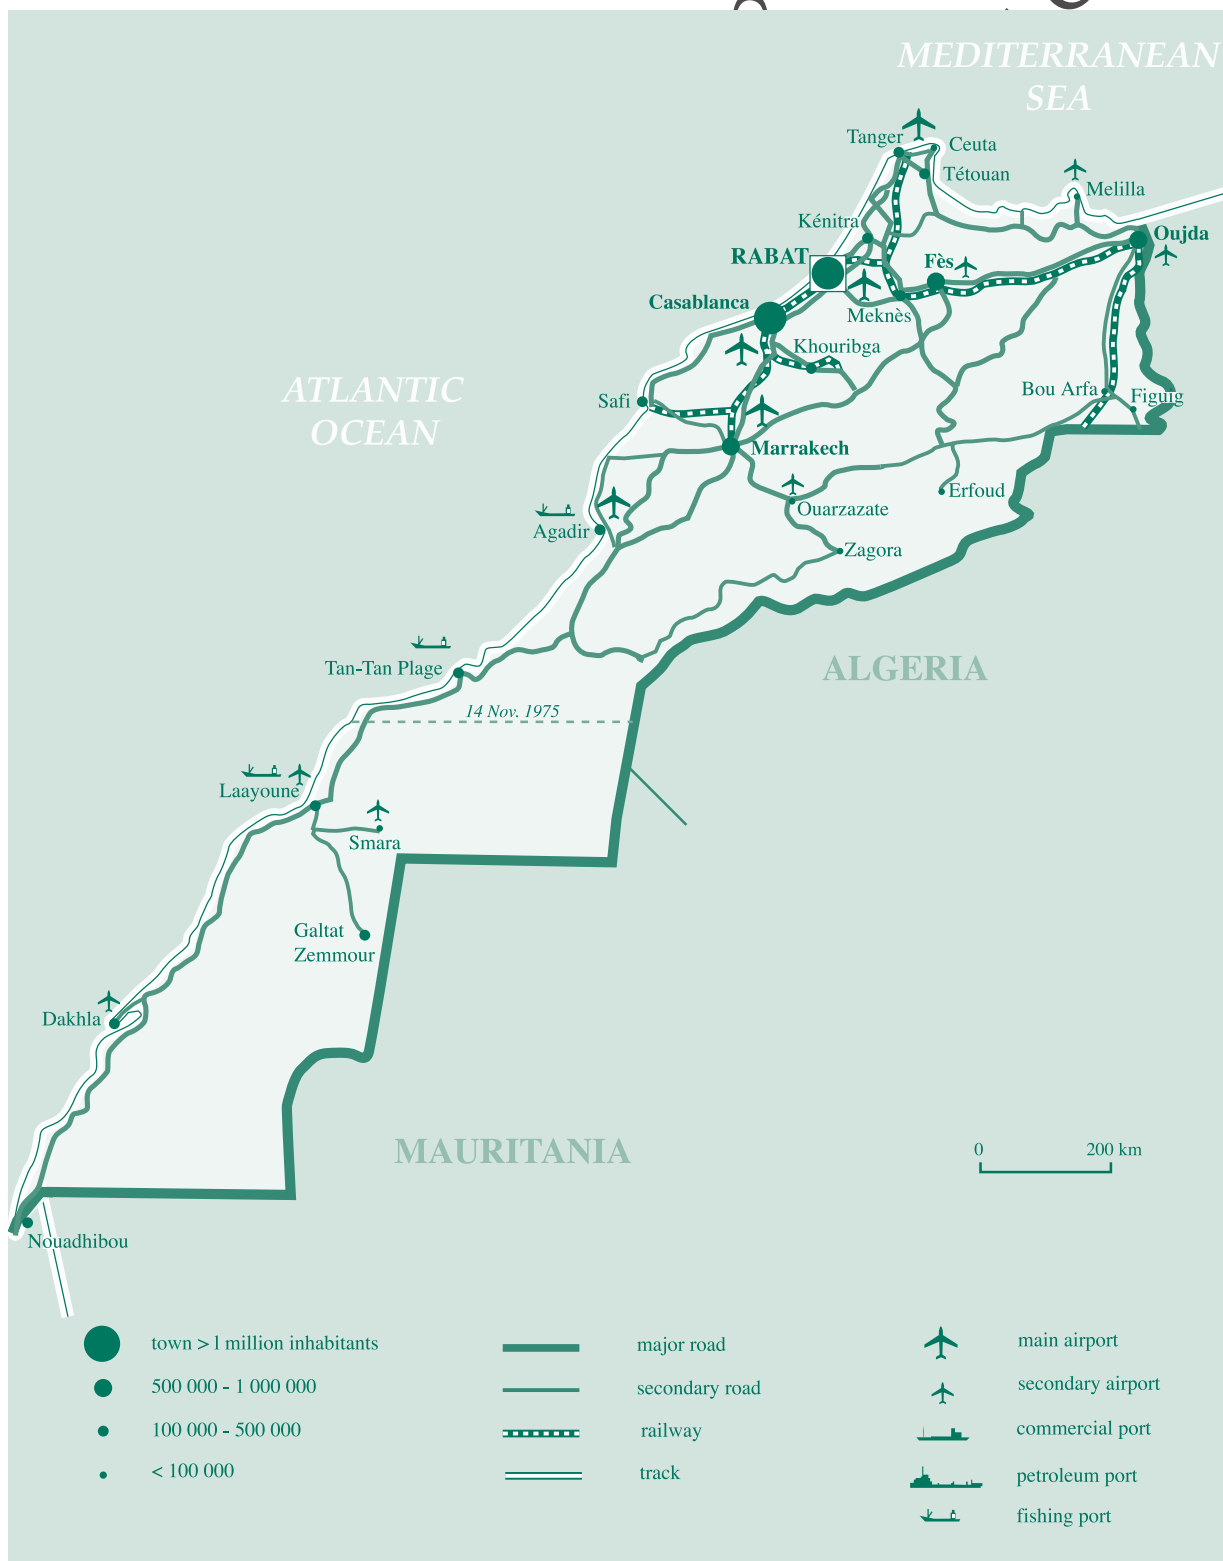 MEDITERRANEAN
SEA
Tanger
Ceuta
Tétouan
Melilla
Kénitra
Oujda
RABAT
Fès
Casablanca
Meknès
Khouribga
ATLANTIC
OCEAN
Safi
Bou Arfa
Figuig
Marrakech
Erfoud
Ouarzazate
Agadir
Zagora
Tan-Tan Plage
ALGERIA
14 Nov. 1975
Laayoune
Smara
Galtat
Zemmour
Dakhla
MAURITANIA
0 200 km
Nouadhibou
town > 1 million inhabitants
500 000 - 1 000 000
100 000 - 500 000
< 100 000
major road
secondary road
railway
track
main airport
secondary airport
commercial port
petroleum port
fishing port